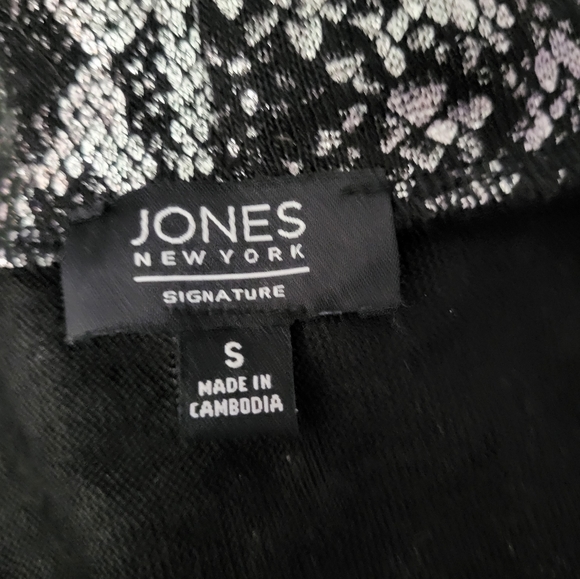 JONES
NEW YORK
SIGNATURE
S
MADE IN
CAMBODIA